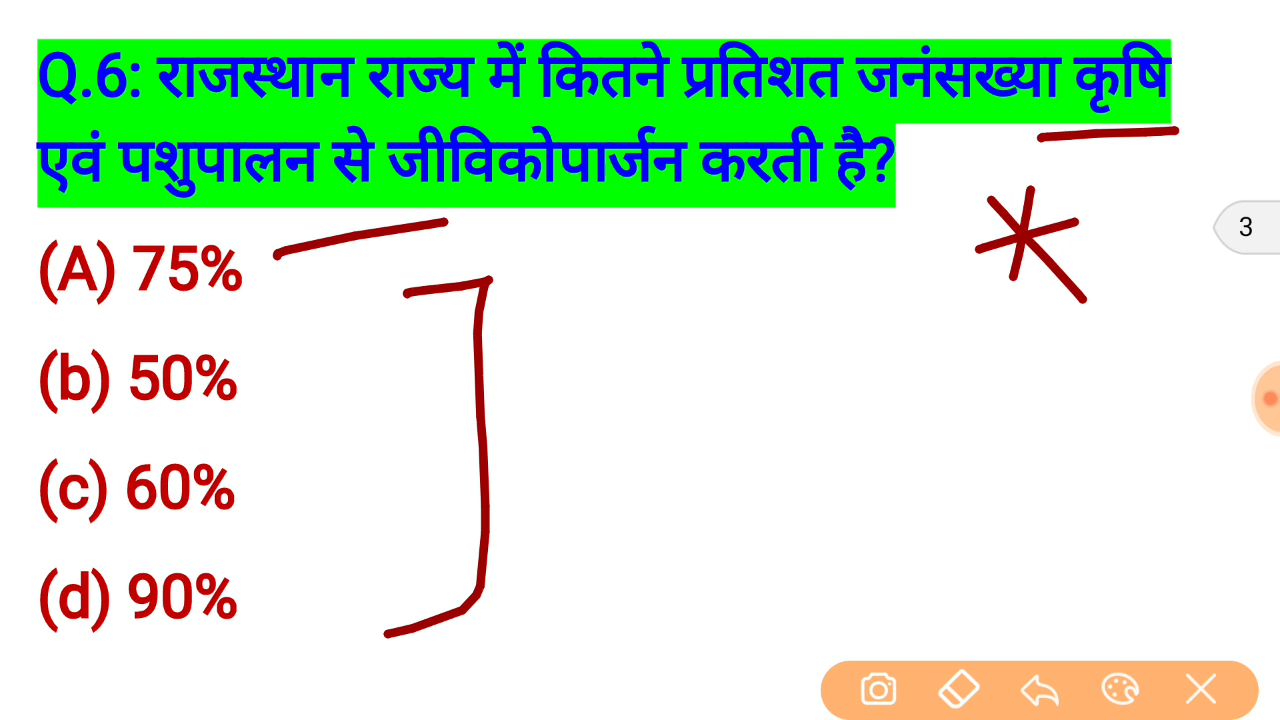 Q.6: राजस्थान राज्य में कितने प्रतिशत जनंसख्या कृषि
एवं पशुपालन से जीविकोपार्जन करती है?
(A) 75%
(b) 50%
(c) 60%
(d) 90%
3